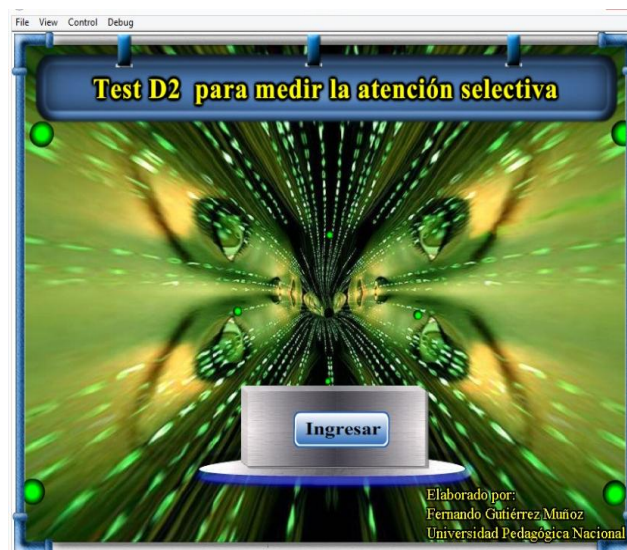 File View Control Debug
Test D2 para medir la atención selectiva
Ingresar
Elaborado por:
Fernando Gutiérrez Muñoz
Universidad Pedagógica Nacional